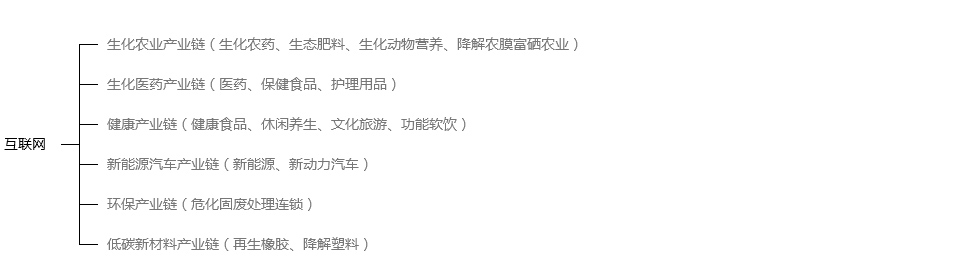 生化农业产业链（生化农药、生态肥料、生化动物营养、降解农膜富硒农业）
生化医药产业链（医药、保健食品、护理用品）
健康产业链（健康食品、休闲养生、文化旅游、功能软饮）
互联网
新能源汽车产业链（新能源、新动力汽车）
环保产业链（危化固废处理连锁）
低碳新材料产业链（再生橡胶、降解塑料）